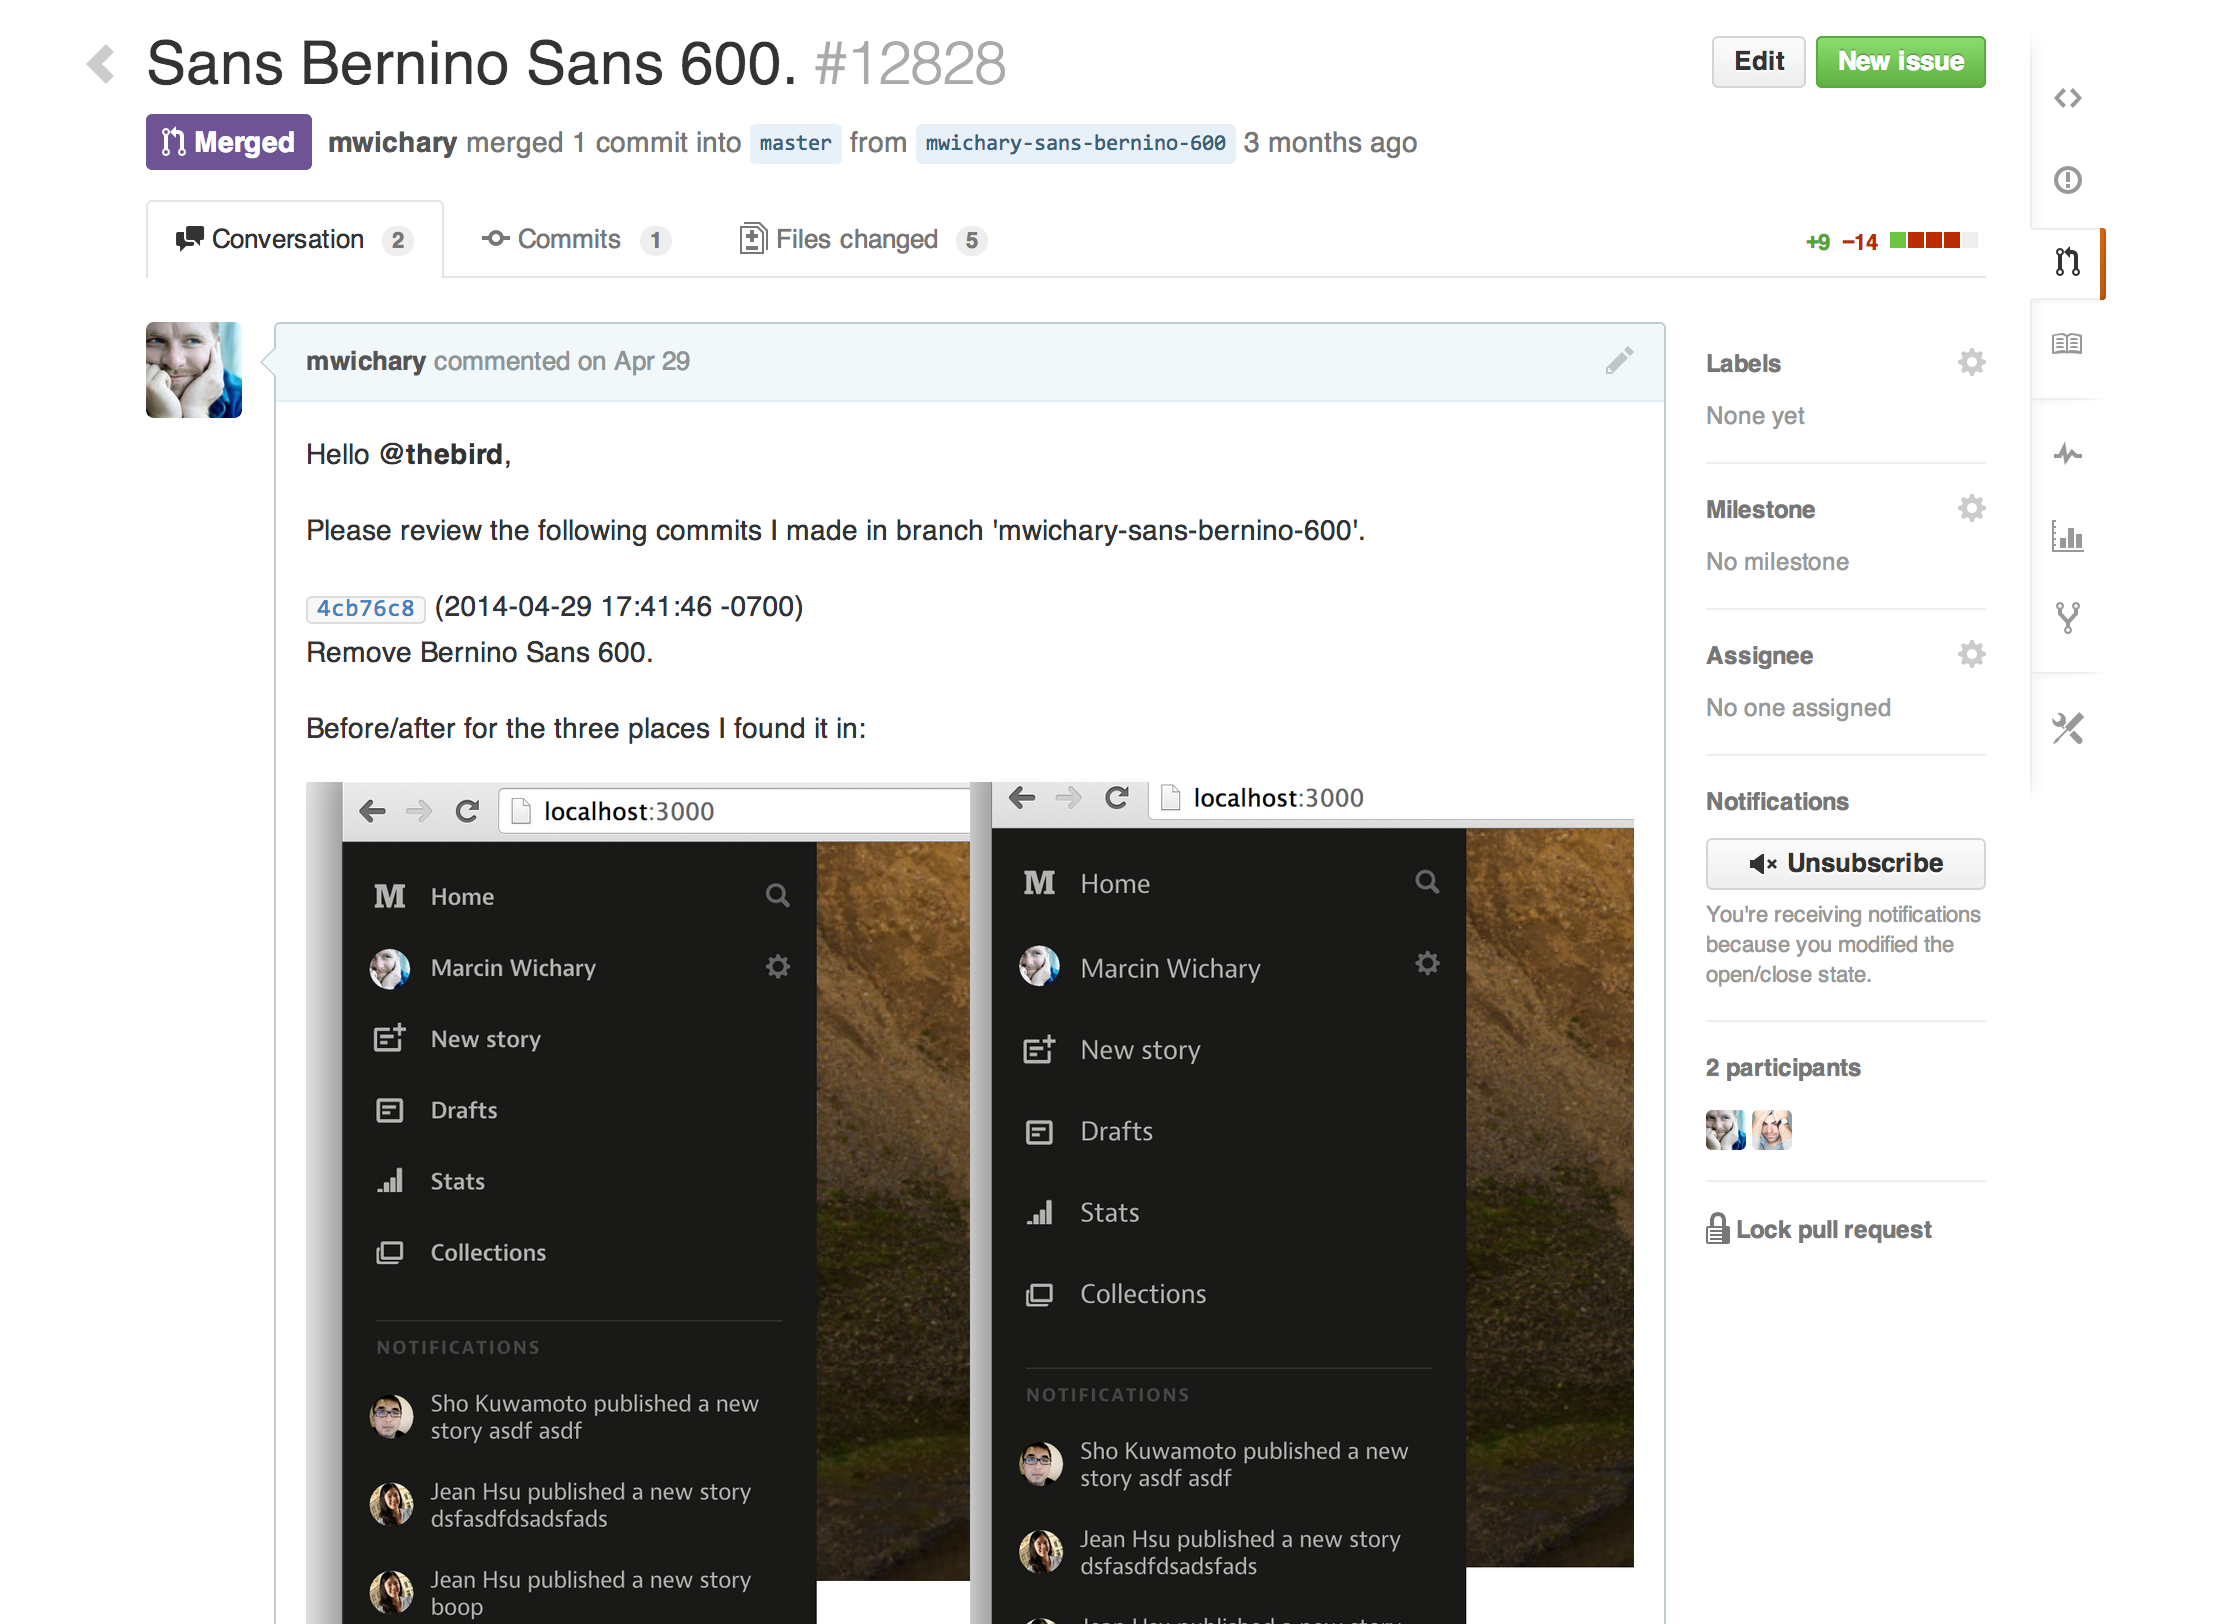 Sans Bernino Sans 600. #12828
Edit
New issue
Merged
mwichary merged 1 commit into master from mwichary-sans-bernino-600 3 months ago
Conversation 2
Commits 1
Files changed 5
+9 −14
mwichary commented on Apr 29
Hello @thebird,
Please review the following commits I made in branch 'mwichary-sans-bernino-600'.
4cb76c8 (2014-04-29 17:41:46 -0700)
Remove Bernino Sans 600.
Before/after for the three places I found it in:
localhost:3000
M Home
Marcin Wichary
New story
Drafts
Stats
Collections
NOTIFICATIONS
Sho Kuwamoto published a new
story asdf asdf
Jean Hsu published a new story
dsfasdfdsadsfads
Jean Hsu published a new story
boop
localhost:3000
M Home
Marcin Wichary
New story
Drafts
Stats
Collections
NOTIFICATIONS
Sho Kuwamoto published a new
story asdf asdf
Jean Hsu published a new story
dsfasdfdsadsfads
Jean Hsu published a new story
Labels
None yet
Milestone
No milestone
Assignee
No one assigned
Notifications
Unsubscribe
You're receiving notifications
because you modified the
open/close state.
2 participants
Lock pull request